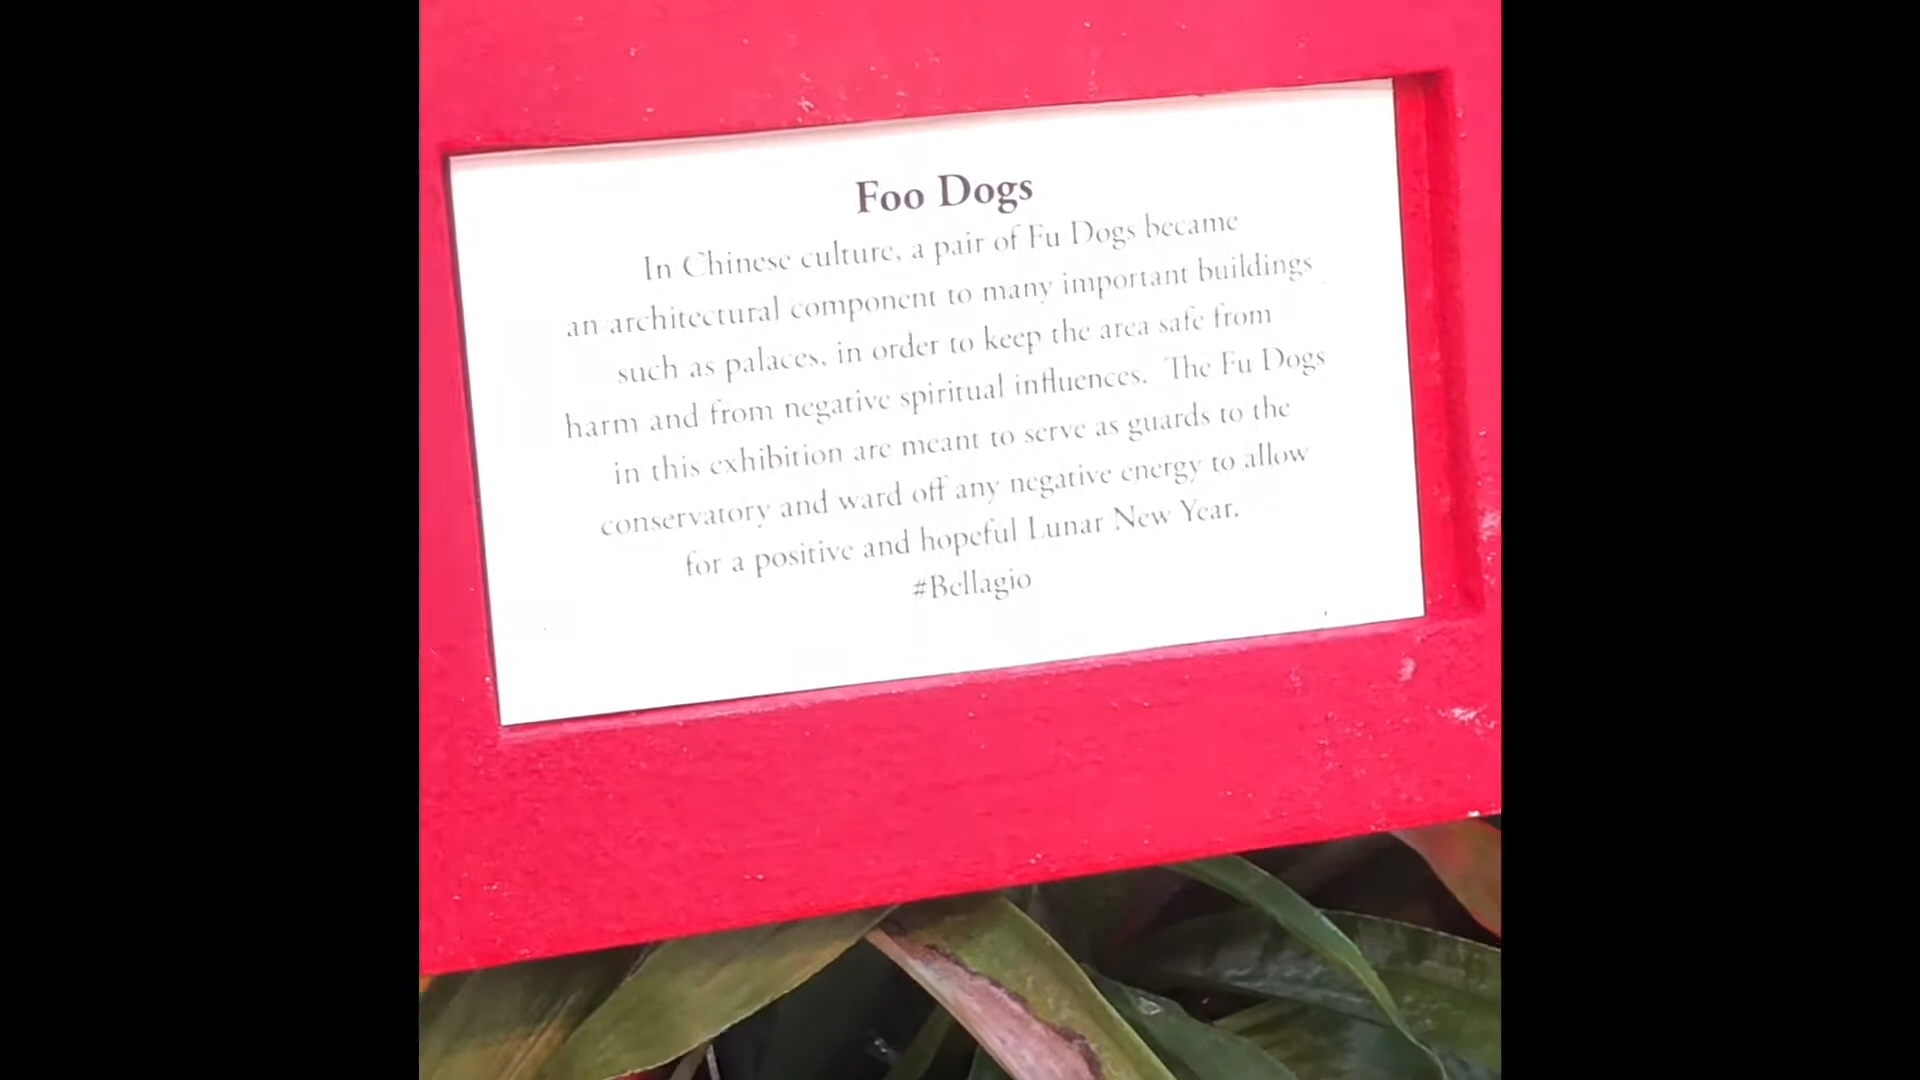 Foo Dogs
In Chinese culture, a pair of Fu Dogs became
an architectural component to many important buildings
such as palaces, in order to keep the area safe from
harm and from negative spiritual influences. The Fu Dogs
in this exhibition are meant to serve as guards to the
conservatory and ward off any negative energy to allow
for a positive and hopeful Lunar New Year.
#Bellagio